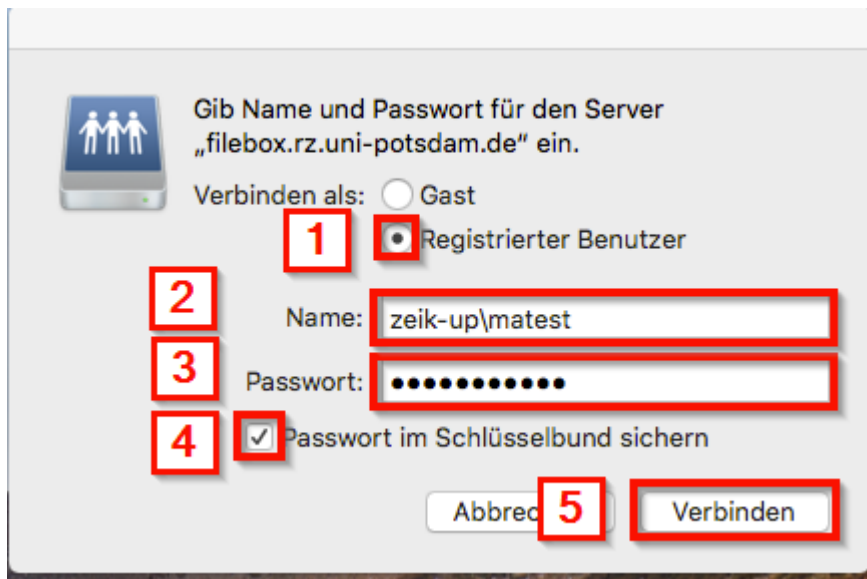 Gib Name und Passwort für den Server
„filebox.rz.uni-potsdam.de“ ein.
Verbinden als: Gast
1 Registrierter Benutzer
2 Name: zeik-up\matest
3 Passwort: ●●●●●●●●●●●
4 Passwort im Schlüsselbund sichern
5 Verbinden